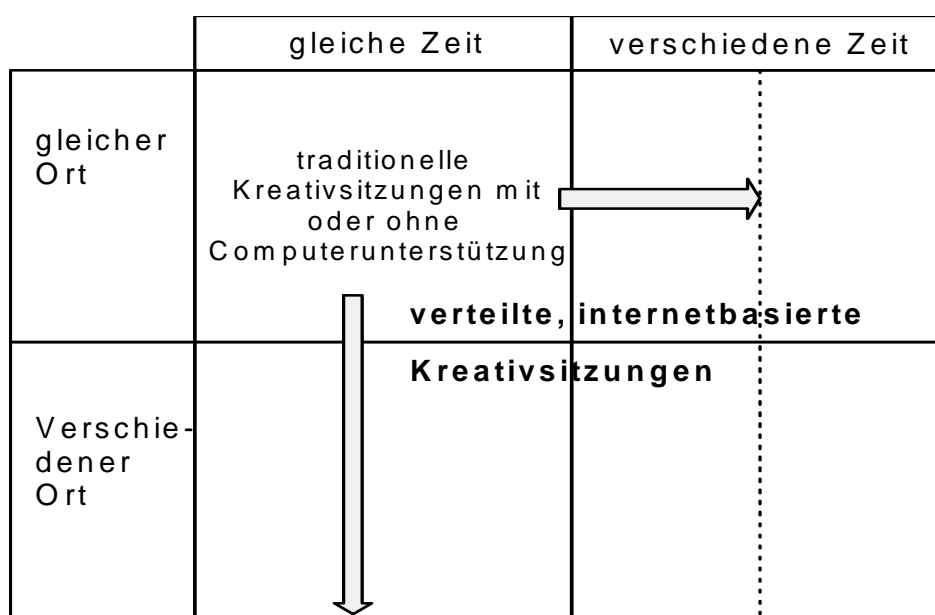 gleiche Zeit
verschiedene Zeit
gleicher
Ort
traditionelle
Kreativsitzungen mit
oder ohne
Computerunterstützung
verteilte, internetbasierte
Kreativsitzungen
Verschie-
dener
Ort